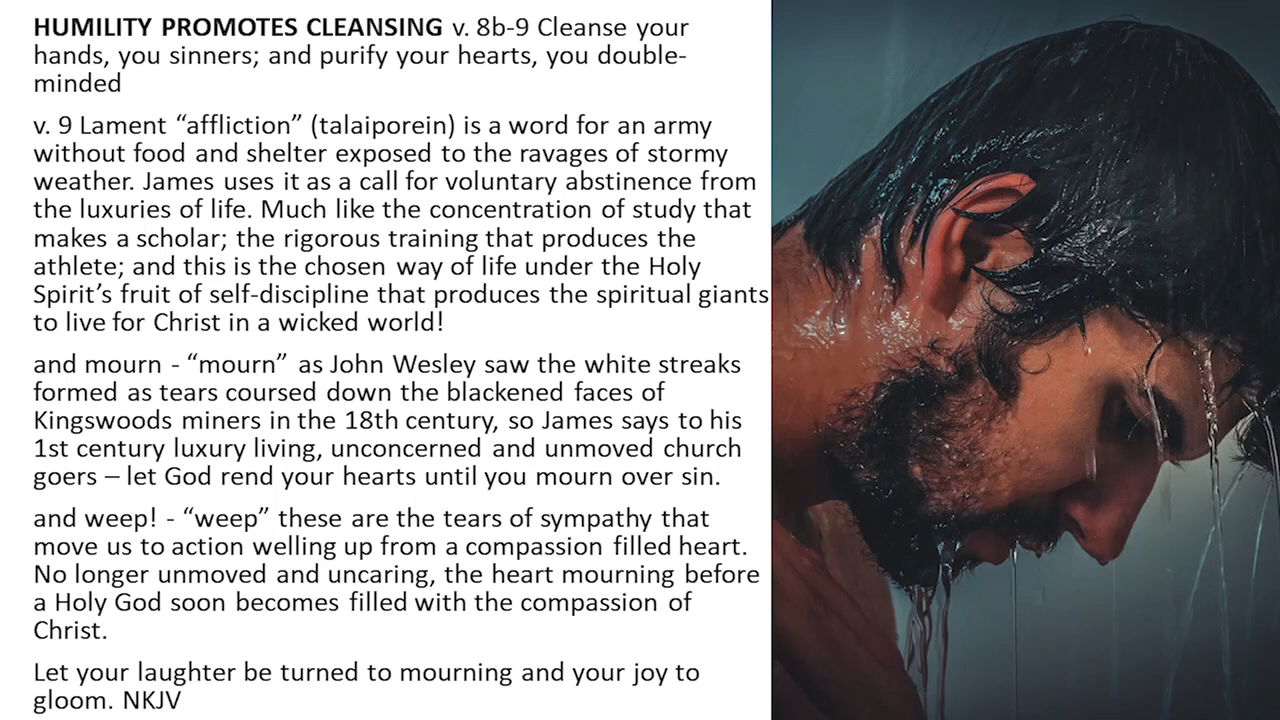 HUMILITY PROMOTES CLEANSING v. 8b-9 Cleanse your
hands, you sinners; and purify your hearts, you double-
minded
v. 9 Lament “affliction” (talaiporein) is a word for an army
without food and shelter exposed to the ravages of stormy
weather. James uses it as a call for voluntary abstinence from
the luxuries of life. Much like the concentration of study that
makes a scholar; the rigorous training that produces the
athlete; and this is the chosen way of life under the Holy
Spirit’s fruit of self-discipline that produces the spiritual giants
to live for Christ in a wicked world!
and mourn - “mourn” as John Wesley saw the white streaks
formed as tears coursed down the blackened faces of
Kingswoods miners in the 18th century, so James says to his
1st century luxury living, unconcerned and unmoved church
goers – let God rend your hearts until you mourn over sin.
and weep! - “weep” these are the tears of sympathy that
move us to action welling up from a compassion filled heart.
No longer unmoved and uncaring, the heart mourning before
a Holy God soon becomes filled with the compassion of
Christ.
Let your laughter be turned to mourning and your joy to
gloom. NKJV